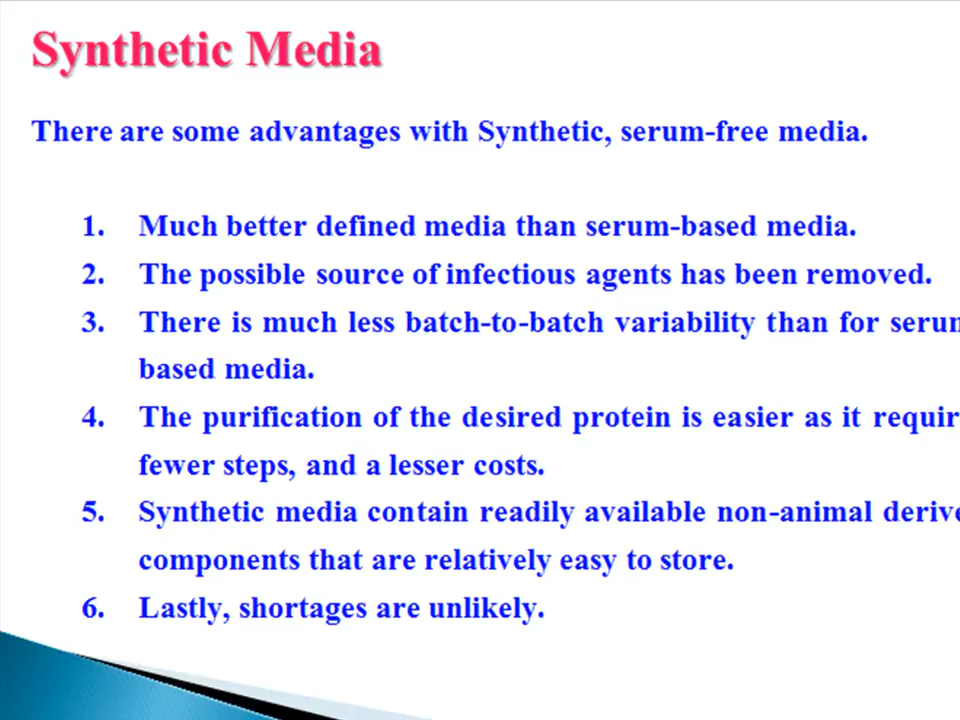 Synthetic Media
There are some advantages with Synthetic, serum-free media.
1. Much better defined media than serum-based media.
2. The possible source of infectious agents has been removed.
3. There is much less batch-to-batch variability than for serum
based media.
4. The purification of the desired protein is easier as it requir
fewer steps, and a lesser costs.
5. Synthetic media contain readily available non-animal derive
components that are relatively easy to store.
6. Lastly, shortages are unlikely.